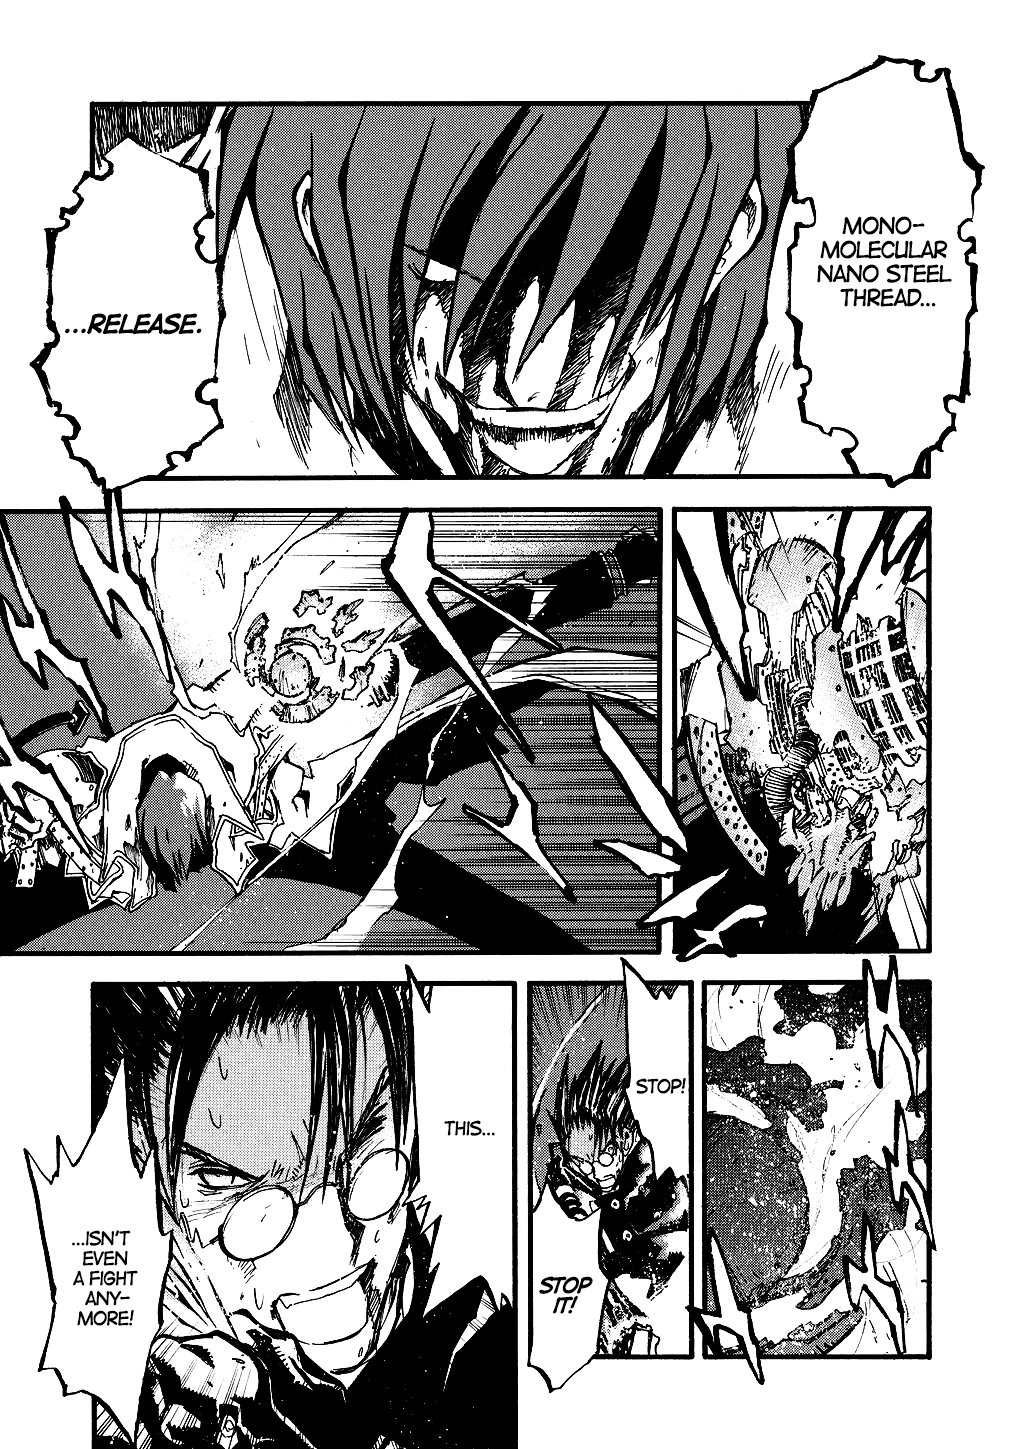 MONO-
MOLECULAR
NANO STEEL
THREAD...
...RELEASE.
STOP!
STOP
IT!
THIS...
...ISN'T
EVEN
A FIGHT
ANY-
MORE!